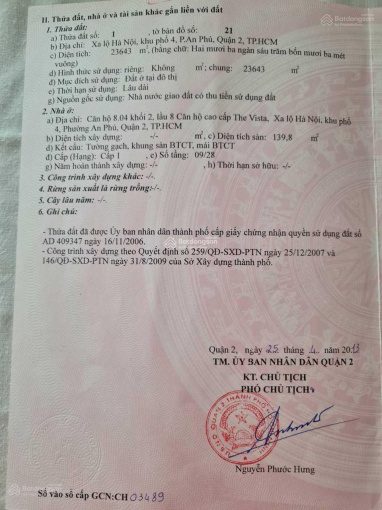 II. Thửa đất, nhà ở và tài sản khác gắn liền với đất
1. Thửa đất:
a) Thửa đất số: 1 tờ bản đồ số: 21
b) Địa chỉ: Xa lộ Hà Nội, khu phố 4, P.An Phú, Quận 2, TP.HCM
c) Diện tích: 23643 m², (bằng chữ: Hai mươi ba ngàn sáu trăm bốn mươi ba mét
vuông)
d) Hình thức sử dụng: riêng: Không m²; chung: 23643 m²
đ) Mục đích sử dụng: Đất ở tại đô thị
e) Thời hạn sử dụng: Lâu dài
g) Nguồn gốc sử dụng: Nhà nước giao đất có thu tiền sử dụng đất
2. Nhà ở:
a) Địa chỉ: Căn hộ 8.04 khối 2, lầu 8 Căn hộ cao cấp The Vista, Xa lộ Hà Nội, khu phố
4, Phường An Phú, Quận 2, TP.HCM
b) Diện tích xây dựng: -/- m², c) Diện tích sàn: 139,8 m²
d) Kết cấu: Tường gạch, khung sàn BTCT, mái BTCT
đ) Cấp (Hạng): Cấp 1 e) Số tầng: 09/28
g) Năm hoàn thành xây dựng: -/- h) Thời hạn sở hữu: -/-
3. Công trình xây dựng khác: -/-
4. Rừng sản xuất là rừng trồng: -/-
5. Cây lâu năm: -/-
6. Ghi chú:
- Thửa đất đã được Ủy ban nhân dân thành phố cấp giấy chứng nhận quyền sử dụng đất số
AD 409347 ngày 16/11/2006.
- Công trình xây dựng theo Quyết định số 259/QĐ-SXD-PTN ngày 25/12/2007 và
146/QĐ-SXD-PTN ngày 31/8/2009 của Sở Xây dựng thành phố.
Quận 2, ngày 25 tháng 4 năm 2013
TM. ỦY BAN NHÂN DÂN QUẬN 2
KT. CHỦ TỊCH
PHÓ CHỦ TỊCH
Nguyễn Phước Hưng
Số vào sổ cấp GCN:CH 03489